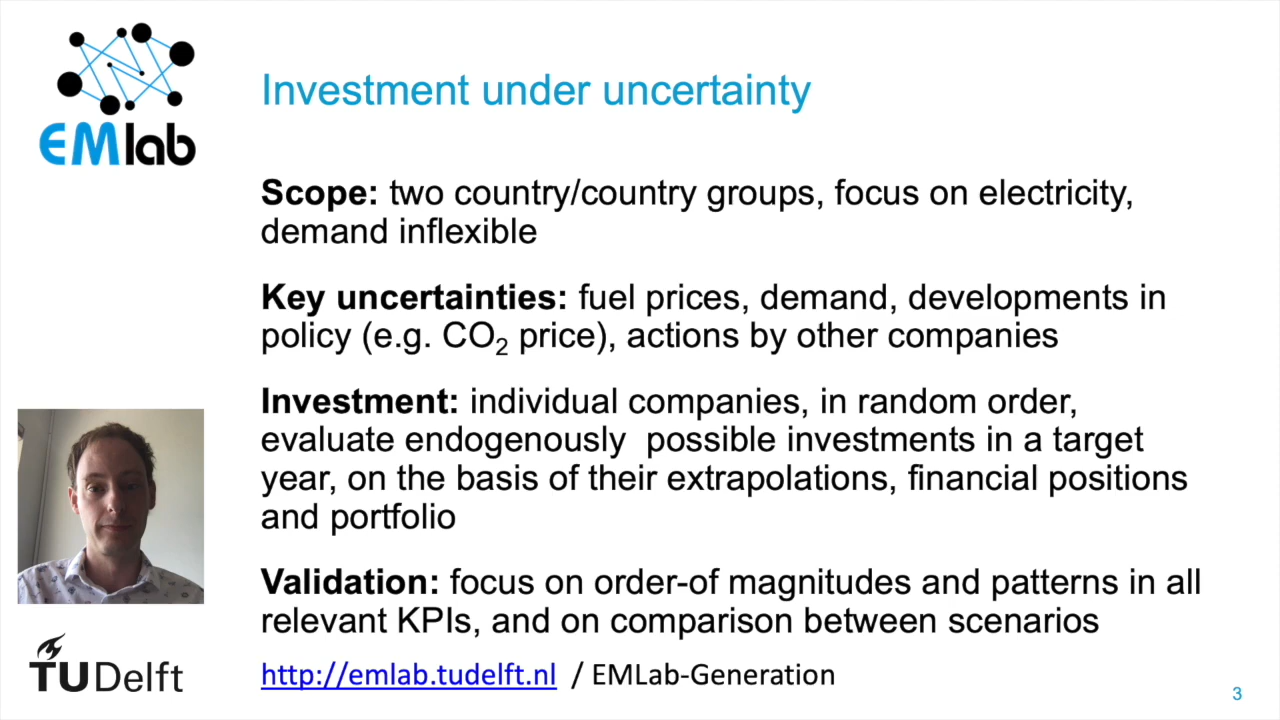 EMlab
Investment under uncertainty
Scope: two country/country groups, focus on electricity,
demand inflexible
Key uncertainties: fuel prices, demand, developments in
policy (e.g. CO₂ price), actions by other companies
Investment: individual companies, in random order,
evaluate endogenously  possible investments in a target
year, on the basis of their extrapolations, financial positions
and portfolio
Validation: focus on order-of magnitudes and patterns in all
relevant KPIs, and on comparison between scenarios
http://emlab.tudelft.nl  / EMLab-Generation
TU Delft
3